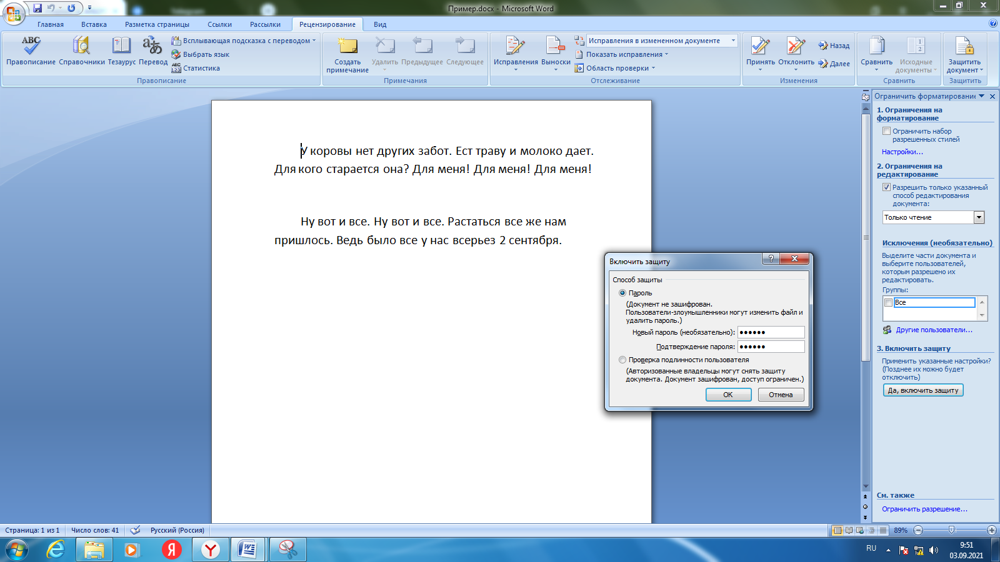 Пример.docx - Microsoft Word
Главная Вставка Разметка страницы Ссылки Рассылки Рецензирование Вид
ABC Правописание
Справочники
Тезаурус
Перевод
Всплывающая подсказка с переводом
Выбрать язык
ABC 123 Статистика
Правописание
Создать примечание
Удалить
Предыдущее
Следующее
Примечания
Исправления
Выноски
Исправления в измененном документе
Показать исправления
Область проверки
Отслеживание
Принять
Отклонить
Назад
Далее
Изменения
Сравнить
Исходные документы
Сравнить
Защитить документ
Защитить
У коровы нет других забот. Ест траву и молоко дает.
Для кого старается она? Для меня! Для меня! Для меня!
Ну вот и все. Ну вот и все. Растаться все же нам
пришлось. Ведь было все у нас всерьез 2 сентября.
Включить защиту
Способ защиты
Пароль
(Документ не зашифрован.
Пользователи-злоумышленники могут изменить файл и
удалить пароль.)
Новый пароль (необязательно): ●●●●●●
Подтверждение пароля: ●●●●●●
Проверка подлинности пользователя
(Авторизованные владельцы могут снять защиту
документа. Документ зашифрован, доступ ограничен.)
ОК Отмена
Ограничить форматирование
1. Ограничения на
форматирование
Ограничить набор
разрешенных стилей
Настройки...
2. Ограничения на
редактирование
Разрешить только указанный
способ редактирования
документа:
Только чтение
Исключения (необязательно)
Выделите части документа и
выберите пользователей,
которым разрешено их
редактировать.
Группы:
Все
Другие пользователи...
3. Включить защиту
Применить указанные настройки?
(Позднее их можно будет
отключить)
Да, включить защиту
См. также
Ограничить разрешение...
Страница: 1 из 1 Число слов: 41 Русский (Россия) 89%
RU 9:51
03.09.2021